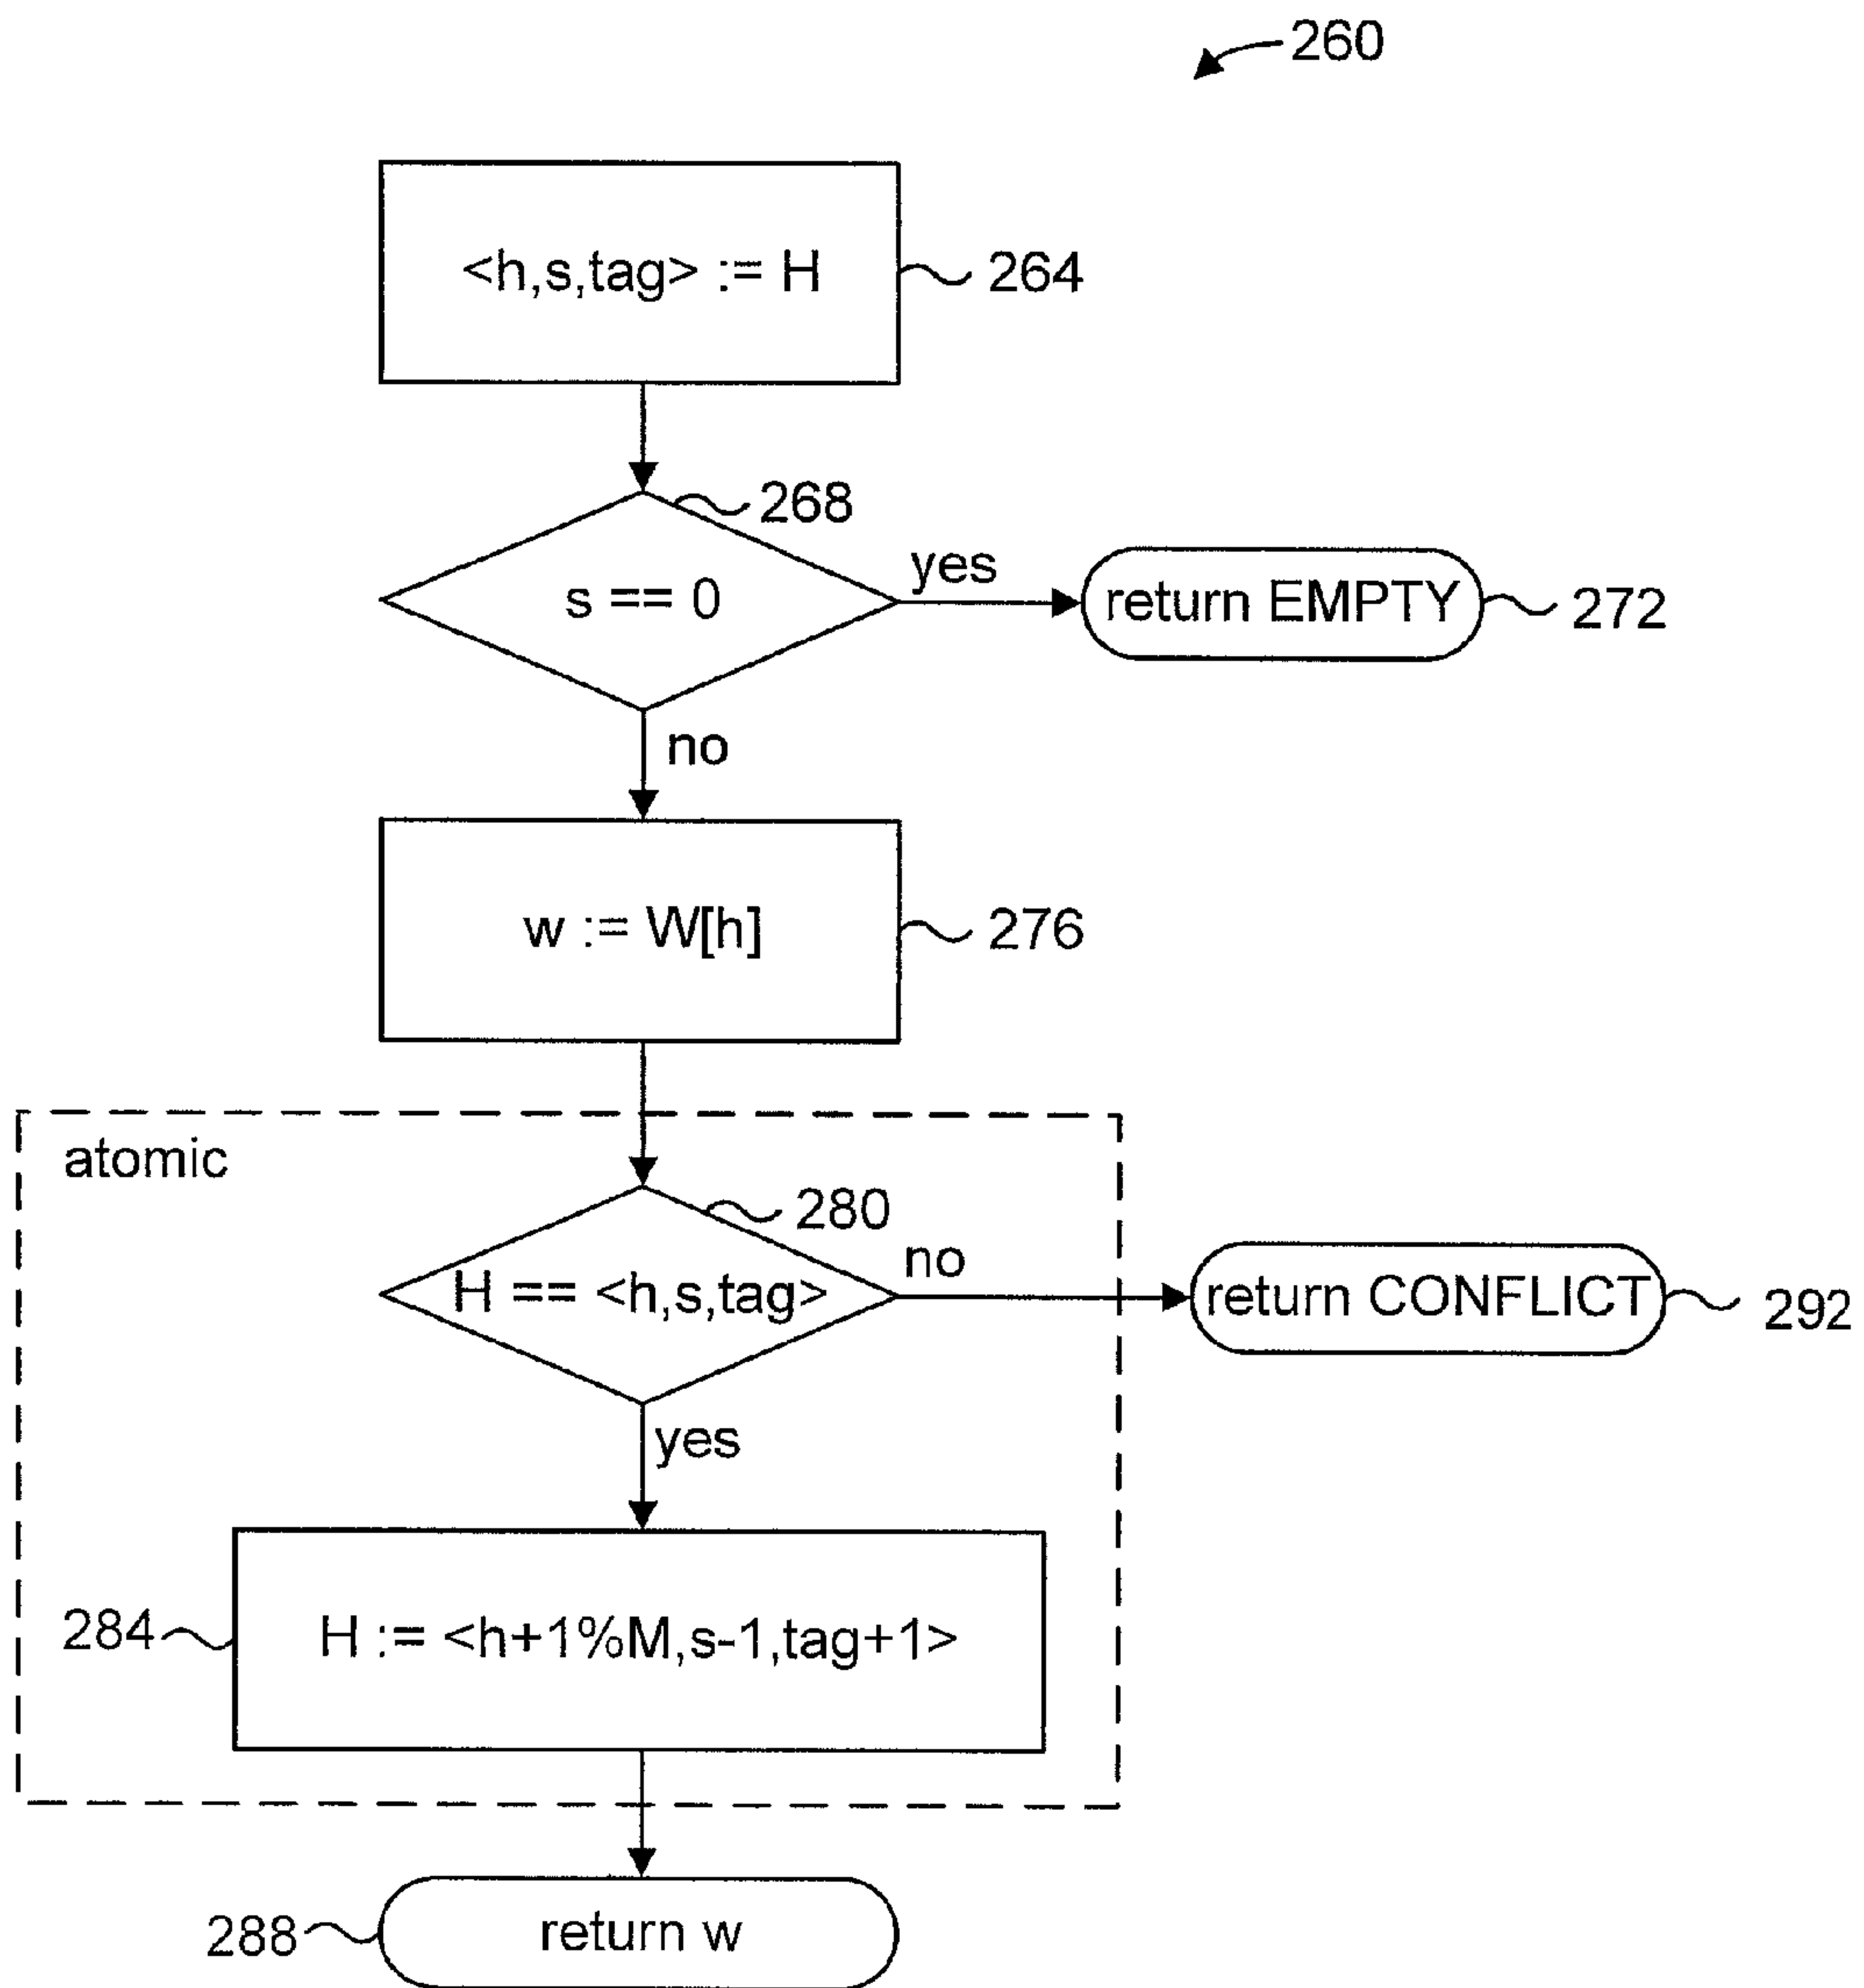 260
<h,s,tag> := H
264
268
s == 0
yes
return EMPTY
272
no
w := W[h]
276
atomic
280
H == <h,s,tag>
no
return CONFLICT
292
yes
284
H := <h+1%M,s-1,tag+1>
288
return w